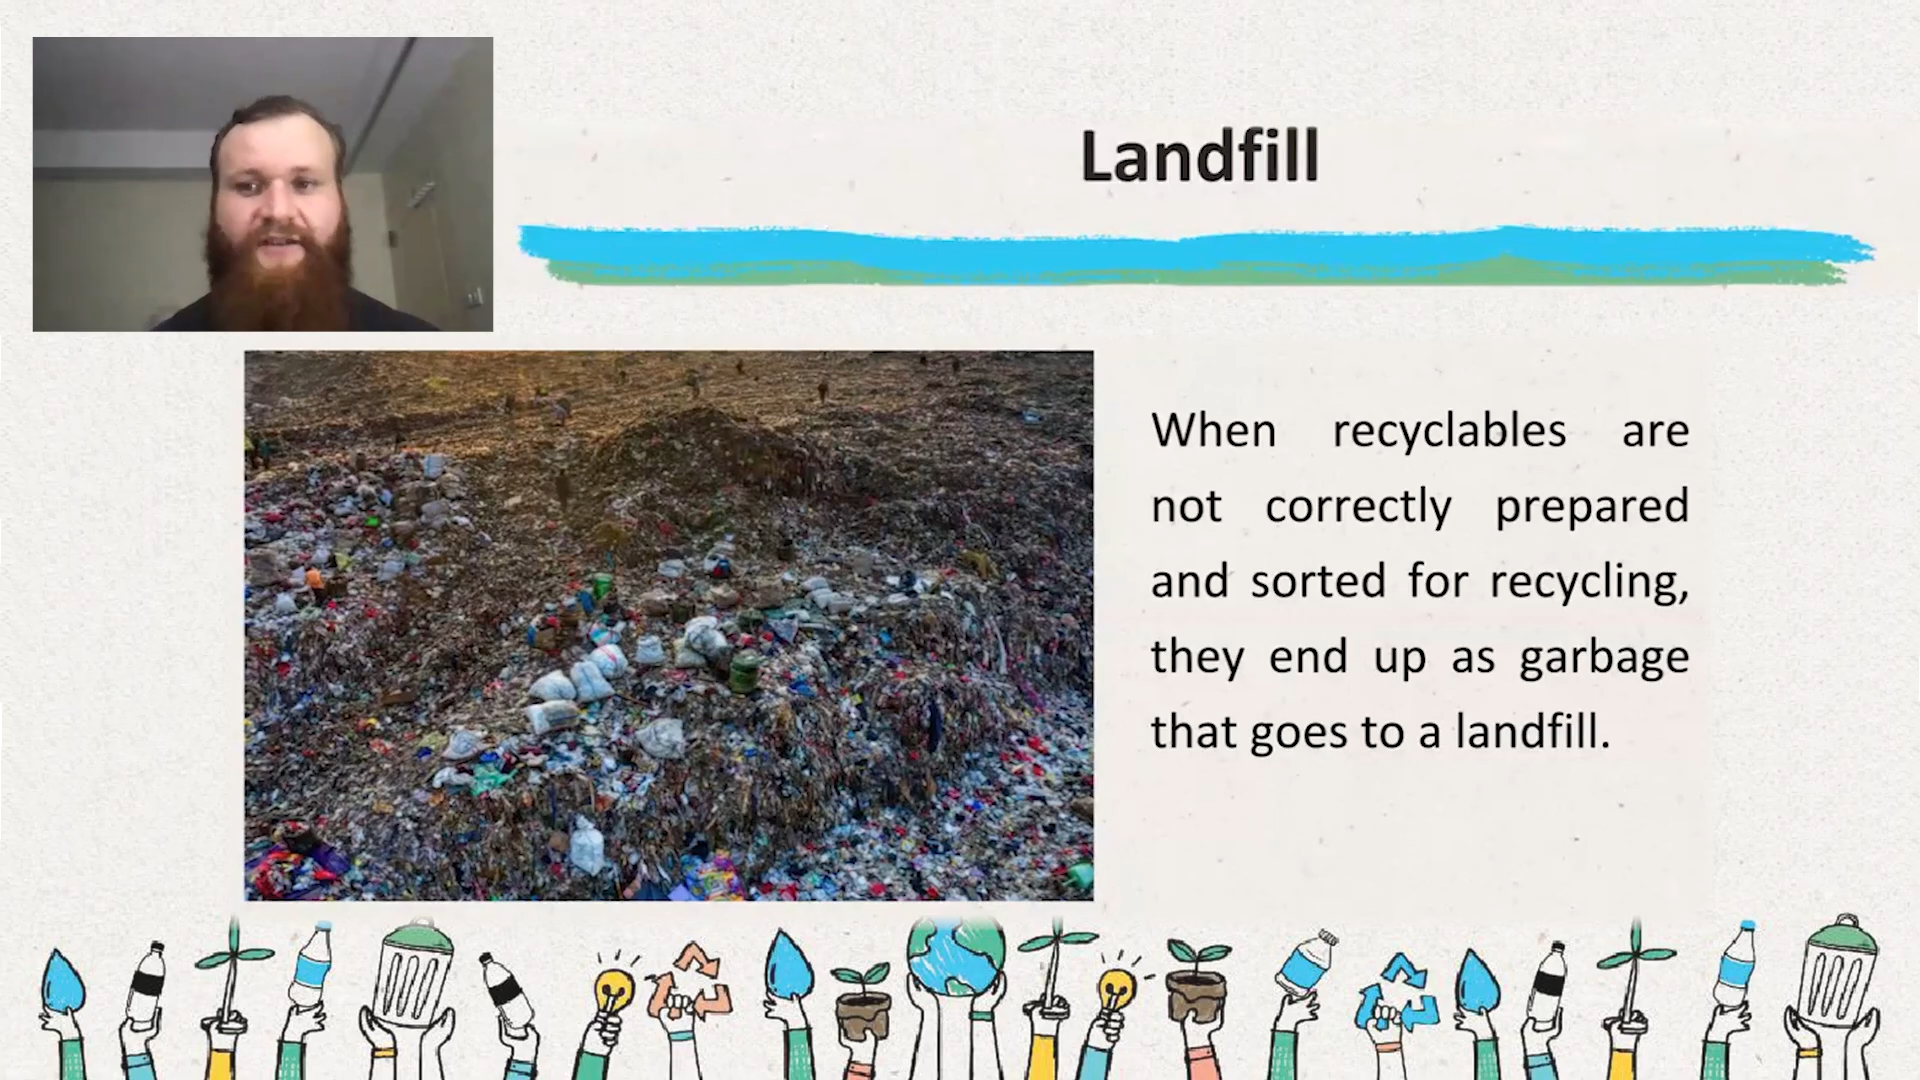 Landfill
When recyclables are
not correctly prepared
and sorted for recycling,
they end up as garbage
that goes to a landfill.